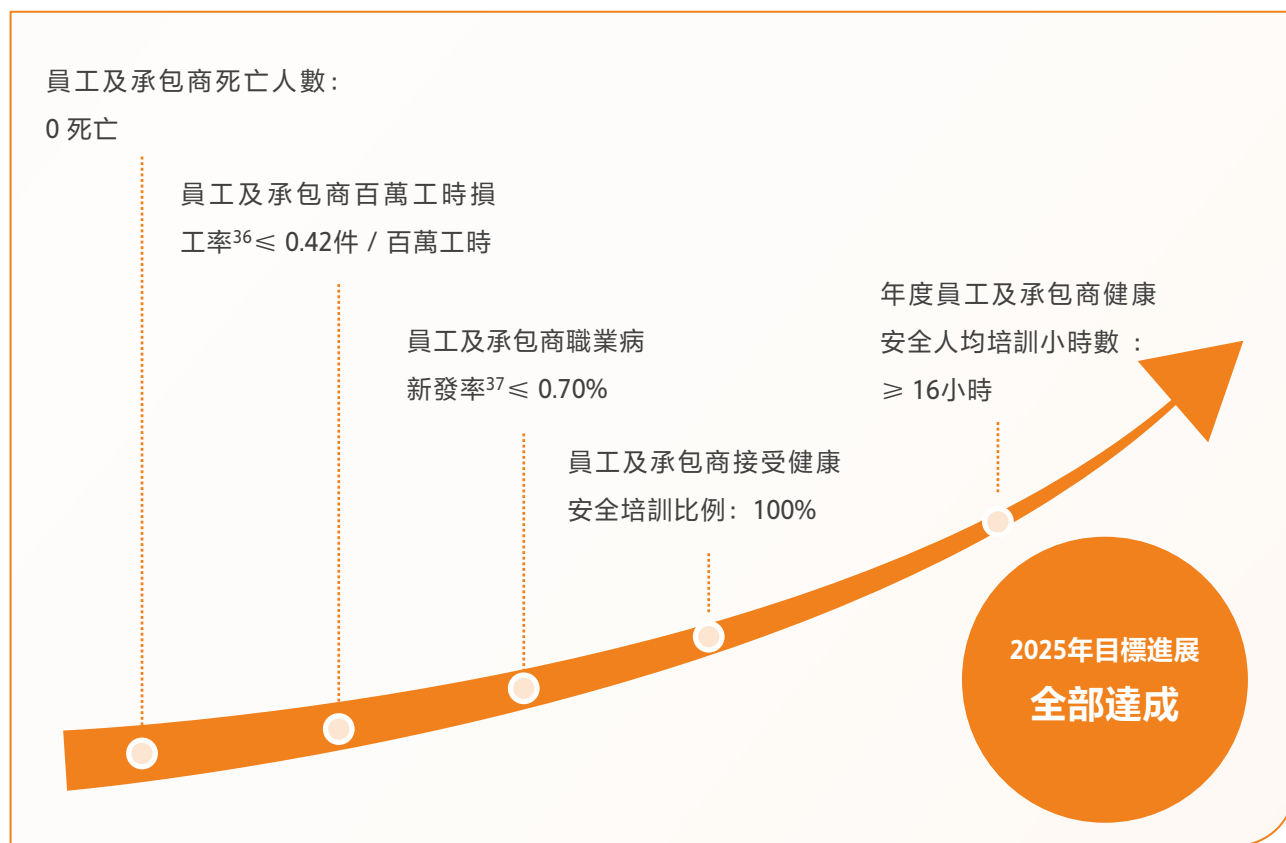 員工及承包商死亡人數：
0 死亡
員工及承包商百萬工時損
工率36≤ 0.42件 / 百萬工時
員工及承包商職業病
新發率37≤ 0.70%
員工及承包商接受健康
安全培訓比例：100%
年度員工及承包商健康
安全人均培訓小時數 ：
≥ 16小時
2025年目標進展
全部達成